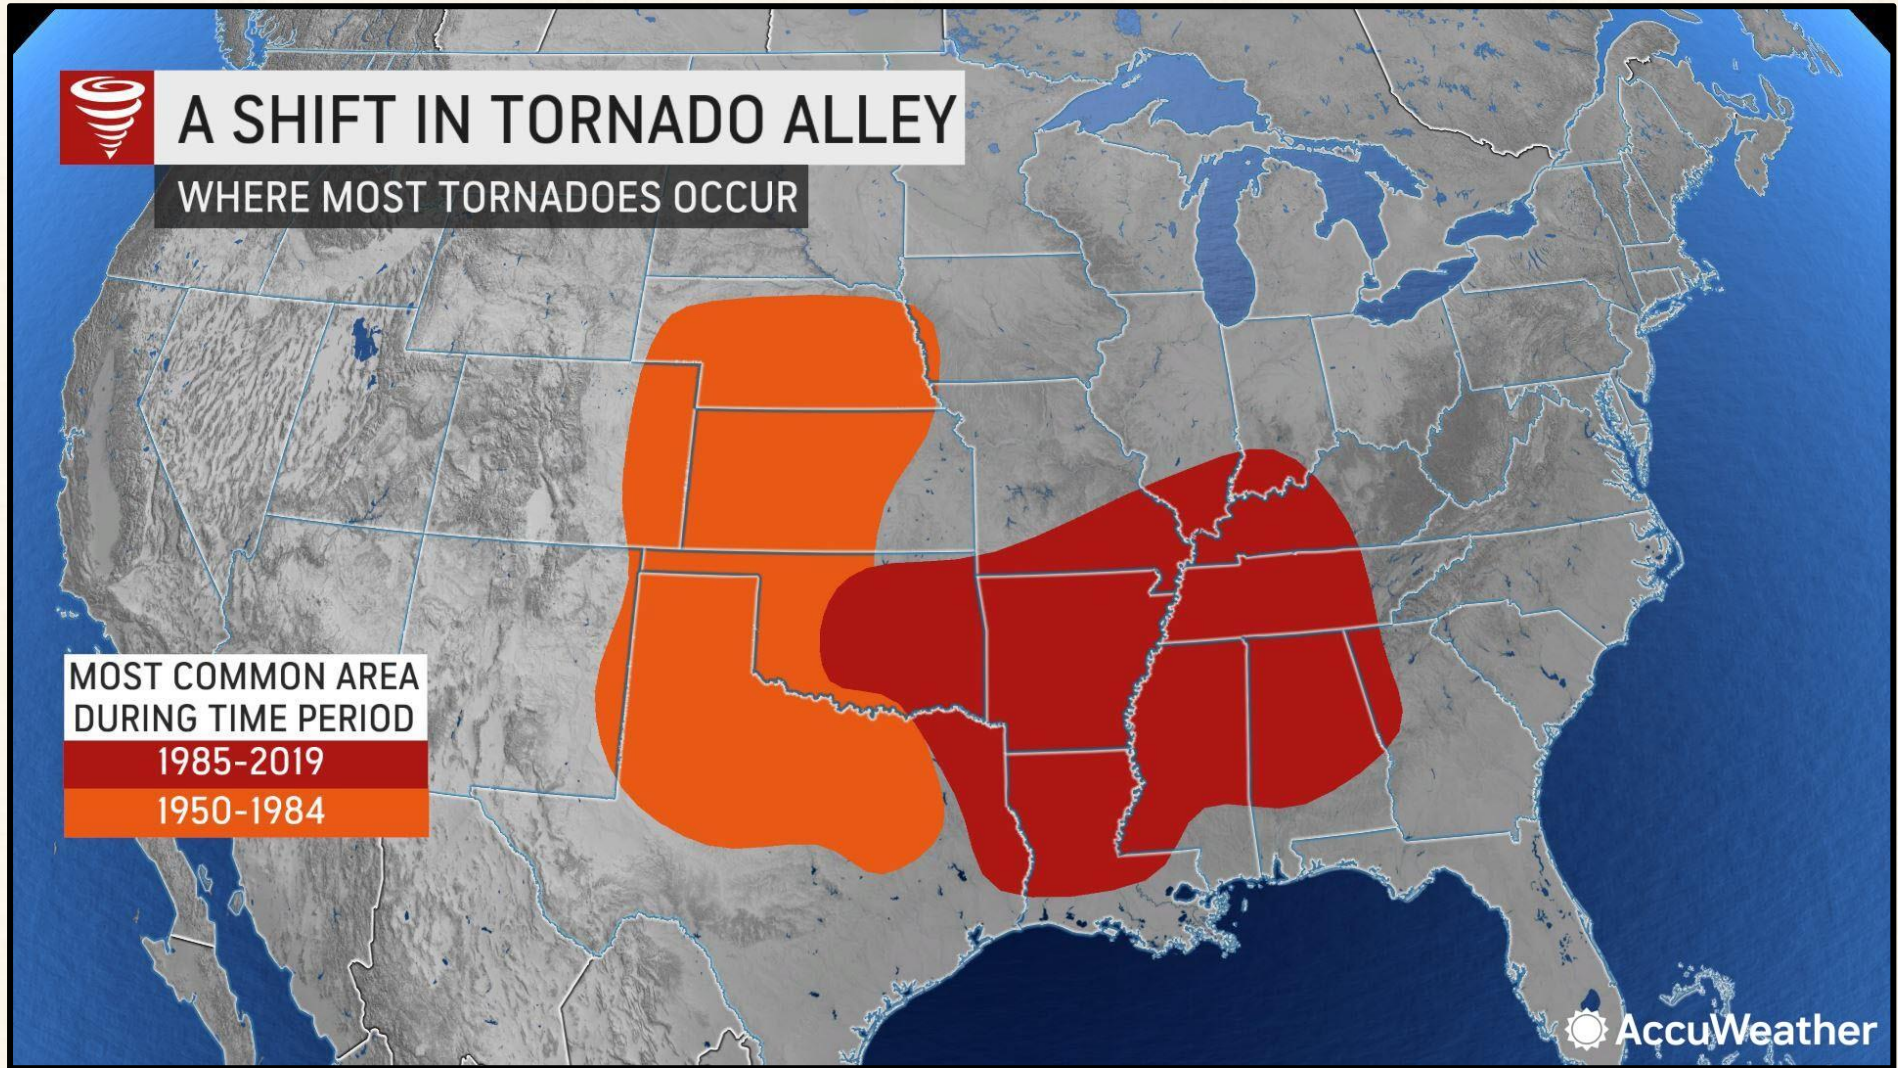 A SHIFT IN TORNADO ALLEY
WHERE MOST TORNADOES OCCUR
MOST COMMON AREA
DURING TIME PERIOD
1985-2019
1950-1984
AccuWeather